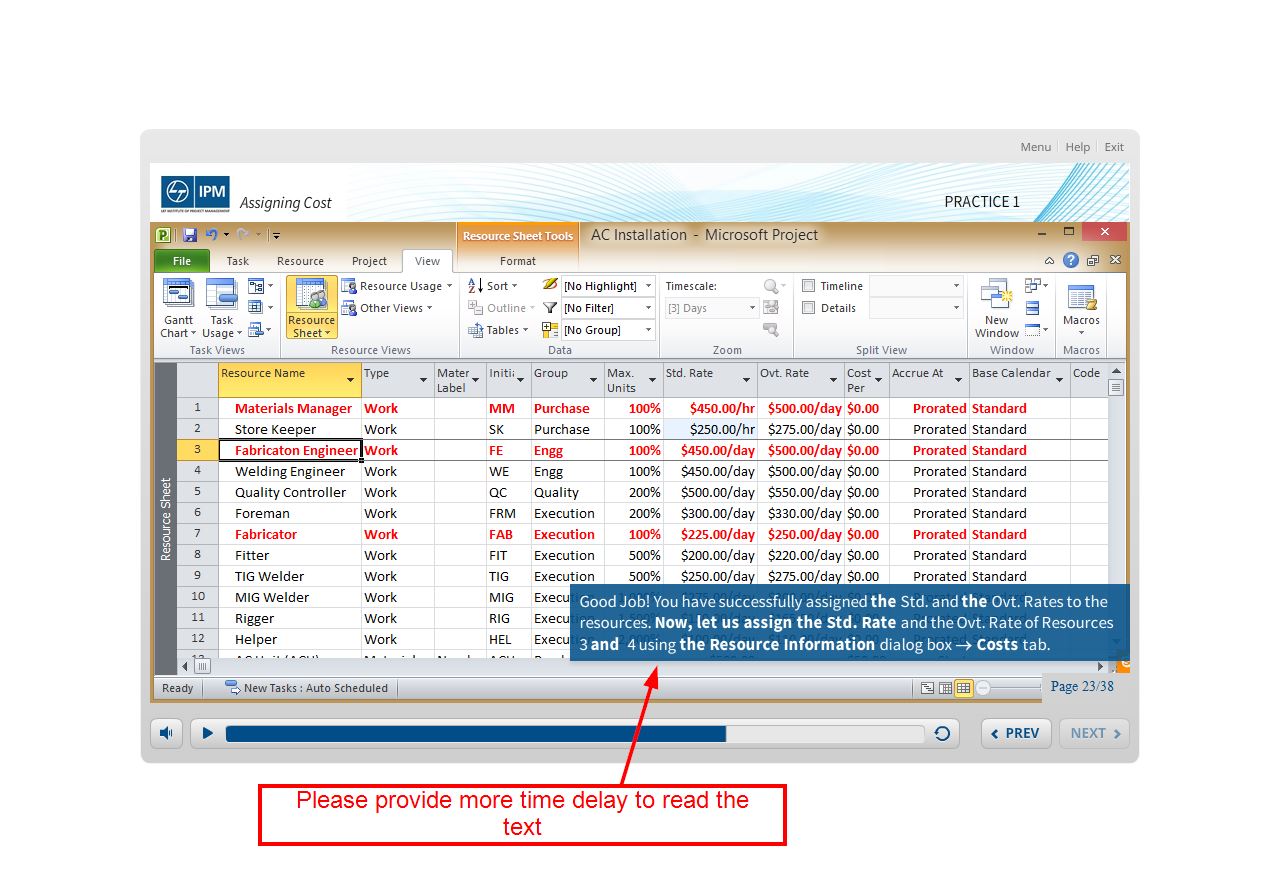 Menu Help Exit
IPM
L&T INSTITUTE OF PROJECT MANAGEMENT
Assigning Cost
PRACTICE 1
Resource Sheet Tools
AC Installation - Microsoft Project
File Task Resource Project View Format
Gantt Chart
Task Usage
Resource Sheet
Resource Usage
Other Views
Sort
Outline
Tables
[No Highlight]
[No Filter]
[No Group]
Timescale:
[3] Days
Timeline
Details
New Window
Macros
Task Views Resource Views Data Zoom Split View Window Macros
Resource Name Type Mater Label Initia Group Max. Units Std. Rate Ovt. Rate Cost Per Accrue At Base Calendar Code
1 Materials Manager Work MM Purchase 100% $450.00/hr $500.00/day $0.00 Prorated Standard
2 Store Keeper Work SK Purchase 100% $250.00/hr $275.00/day $0.00 Prorated Standard
3 Fabricaton Engineer Work FE Engg 100% $450.00/day $500.00/day $0.00 Prorated Standard
4 Welding Engineer Work WE Engg 100% $450.00/day $500.00/day $0.00 Prorated Standard
5 Quality Controller Work QC Quality 200% $500.00/day $550.00/day $0.00 Prorated Standard
6 Foreman Work FRM Execution 200% $300.00/day $330.00/day $0.00 Prorated Standard
7 Fabricator Work FAB Execution 100% $225.00/day $250.00/day $0.00 Prorated Standard
8 Fitter Work FIT Execution 500% $200.00/day $220.00/day $0.00 Prorated Standard
9 TIG Welder Work TIG Execution 500% $250.00/day $275.00/day $0.00 Prorated Standard
10 MIG Welder Work MIG
11 Rigger Work RIG
12 Helper Work HEL
Resource Sheet
Good Job! You have successfully assigned the Std. and the Ovt. Rates to the
resources. Now, let us assign the Std. Rate and the Ovt. Rate of Resources
3 and 4 using the Resource Information dialog box → Costs tab.
Ready New Tasks : Auto Scheduled
Page 23/38
PREV NEXT
Please provide more time delay to read the
text